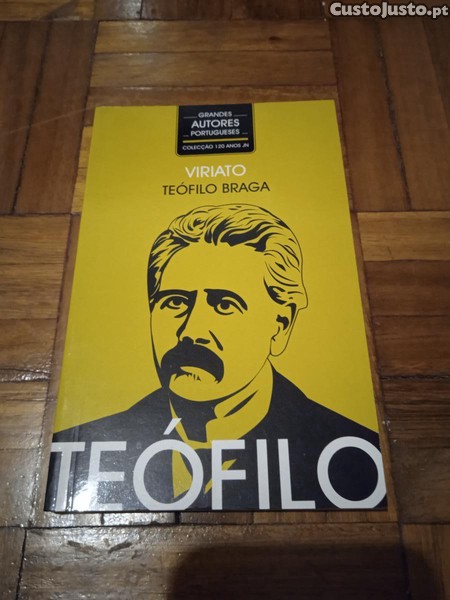 CustoJusto.pt
GRANDES
AUTORES
PORTUGUESES
COLECÇÃO 120 ANOS JN
VIRIATO
TEÓFILO BRAGA
TEÓFILO